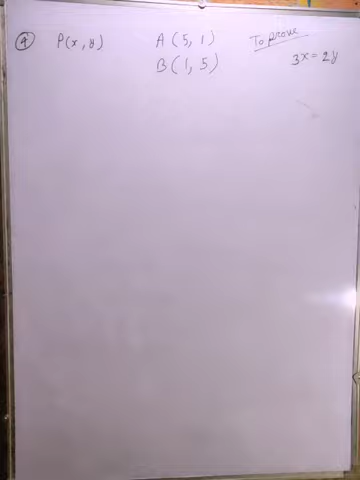 ④ P(x, y) A (5, 1) To prove
B (1, 5) 3x = 2y